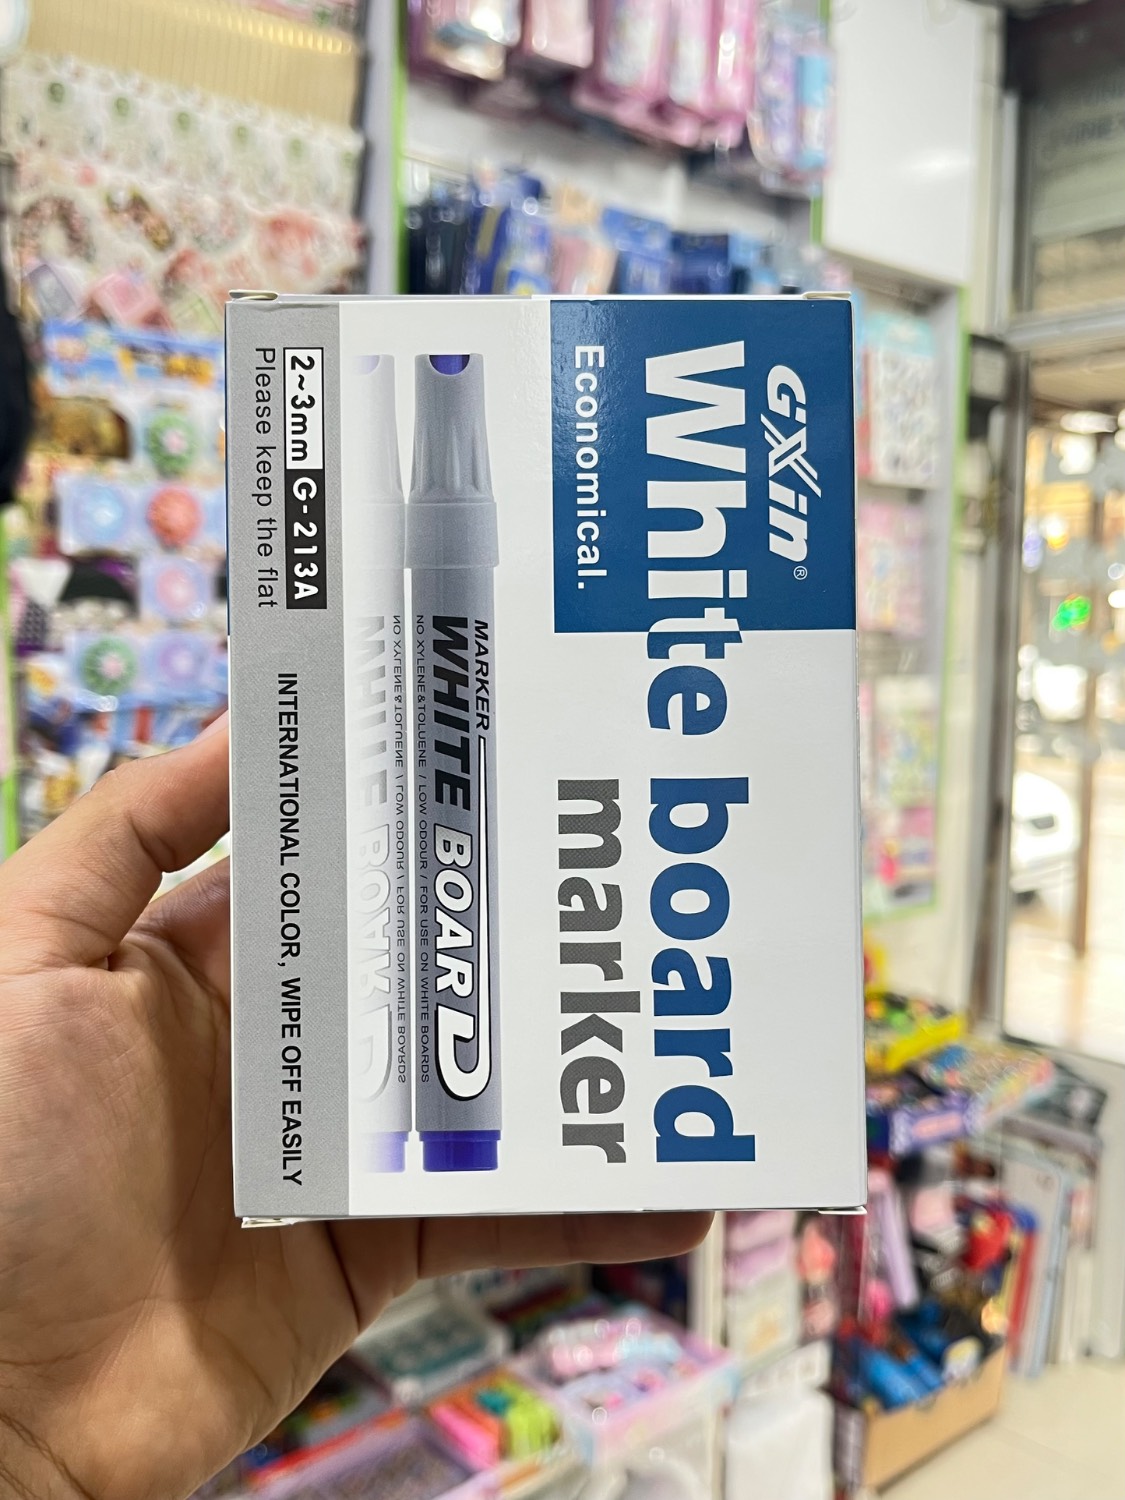 GXin®
White board
Economical.
marker
MARKER
WHITE BOARD
NO XYLENE&TOLUENE / LOW ODOUR / FOR USE ON WHITE BOARDS
2~3mm G-213A
Please keep the flat
INTERNATIONAL COLOR, WIPE OFF EASILY